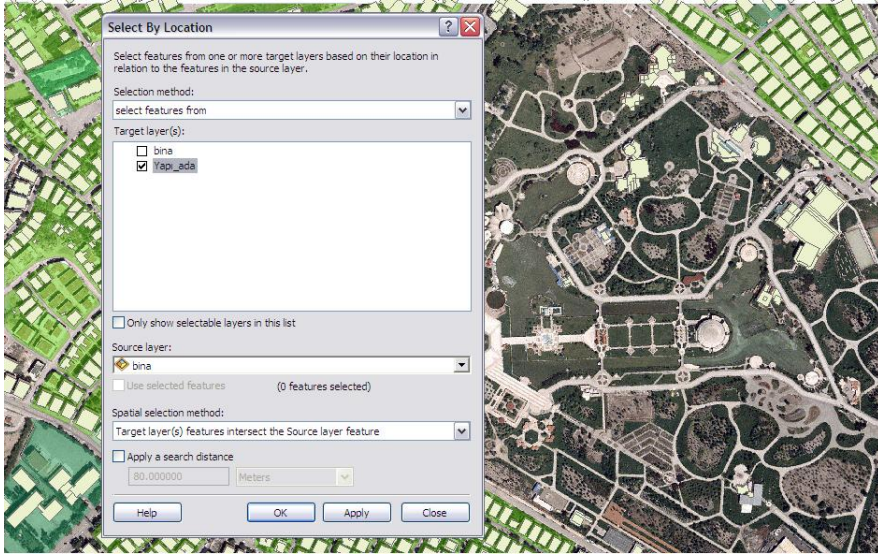 Select By Location
Select features from one or more target layers based on their location in
relation to the features in the source layer.
Selection method:
select features from
Target layer(s):
bina
Yapı_ada
Only show selectable layers in this list
Source layer:
bina
Use selected features (0 features selected)
Spatial selection method:
Target layer(s) features intersect the Source layer feature
Apply a search distance
80.000000 Meters
Help OK Apply Close